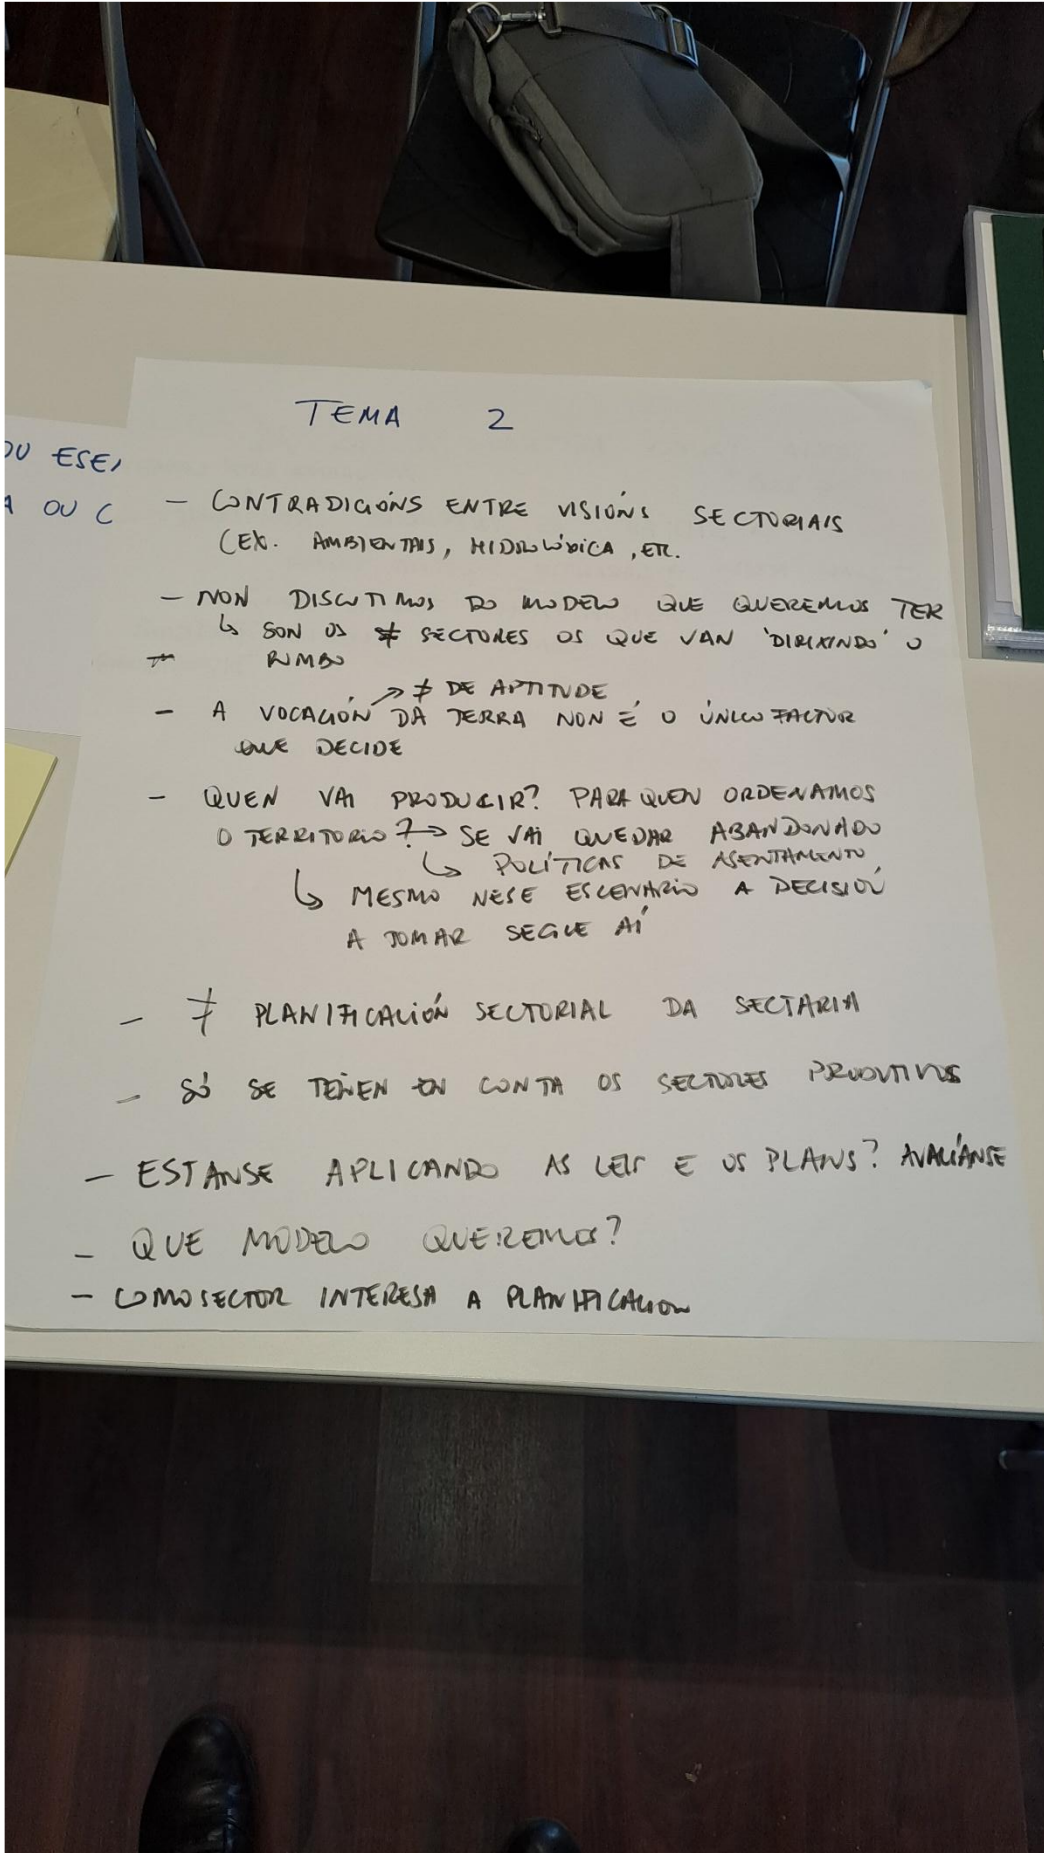 TEMA 2
OU ESE
A OU C
- CONTRADICIÓNS ENTRE VISIÓNS SECTORIAIS
(EX. AMBIENTAIS, HIDROLÓXICA, ETC.
- NON DISCUTIMOS DO MODELO QUE QUEREMOS TER
↳ SON OS ≠ SECTORES OS QUE VAN 'DIRIXINDO' O
RUMBO
→ ≠ DE APTITUDE
- A VOCACIÓN DA TERRA NON É O ÚNICO FACTOR
QUE DECIDE
- QUEN VAI PRODUCIR? PARA QUEN ORDENAMOS
O TERRITORIO? → SE VAI QUEDAR ABANDONADO
↳ POLÍTICAS DE ASENTAMENTO
↳ MESMO NESE ESCENARIO A DECISIÓN
A TOMAR SEGUE AÍ
- ≠ PLANIFICACIÓN SECTORIAL DA SECTARIA
- SÓ SE TEÑEN EN CONTA OS SECTORES PRODUTIVOS
- ESTANSE APLICANDO AS LEIS E OS PLANS? AVALÍANSE
- QUE MODELO QUEREMOS?
- COMO SECTOR INTERESA A PLANIFICACION